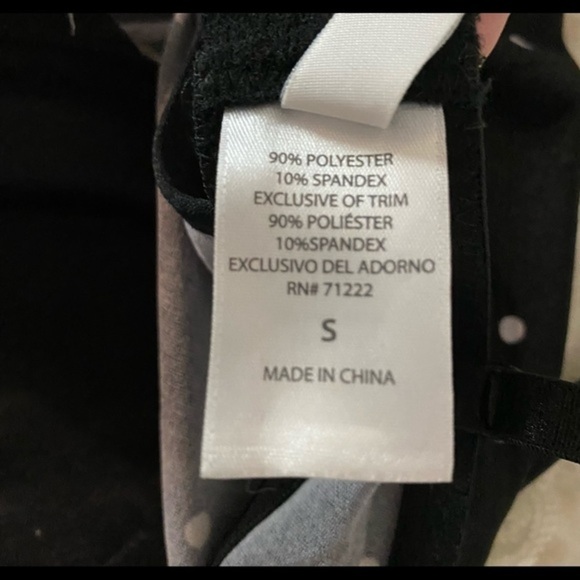 90% POLYESTER
10% SPANDEX
EXCLUSIVE OF TRIM
90% POLIÉSTER
10%SPANDEX
EXCLUSIVO DEL ADORNO
RN# 71222
S
MADE IN CHINA